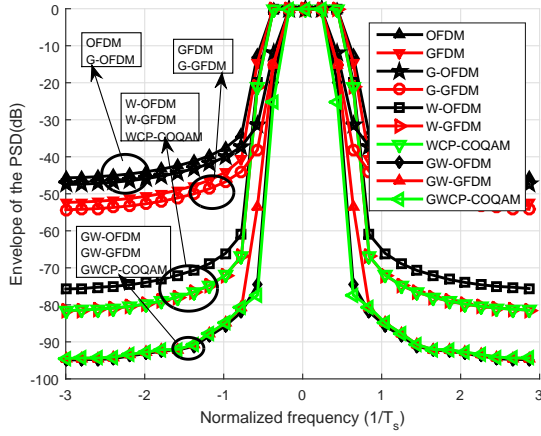 0
-10
-20
-30
-40
-50
-60
-70
-80
-90
-100
-3
-2
-1
0
1
2
3
Envelope of the PSD(dB)
Normalized frequency (1/Ts)
OFDM
G-OFDM
GFDM
G-GFDM
W-OFDM
W-GFDM
WCP-COQAM
GW-OFDM
GW-GFDM
GWCP-COQAM
OFDM
GFDM
G-OFDM
G-GFDM
W-OFDM
W-GFDM
WCP-COQAM
GW-OFDM
GW-GFDM
GWCP-COQAM